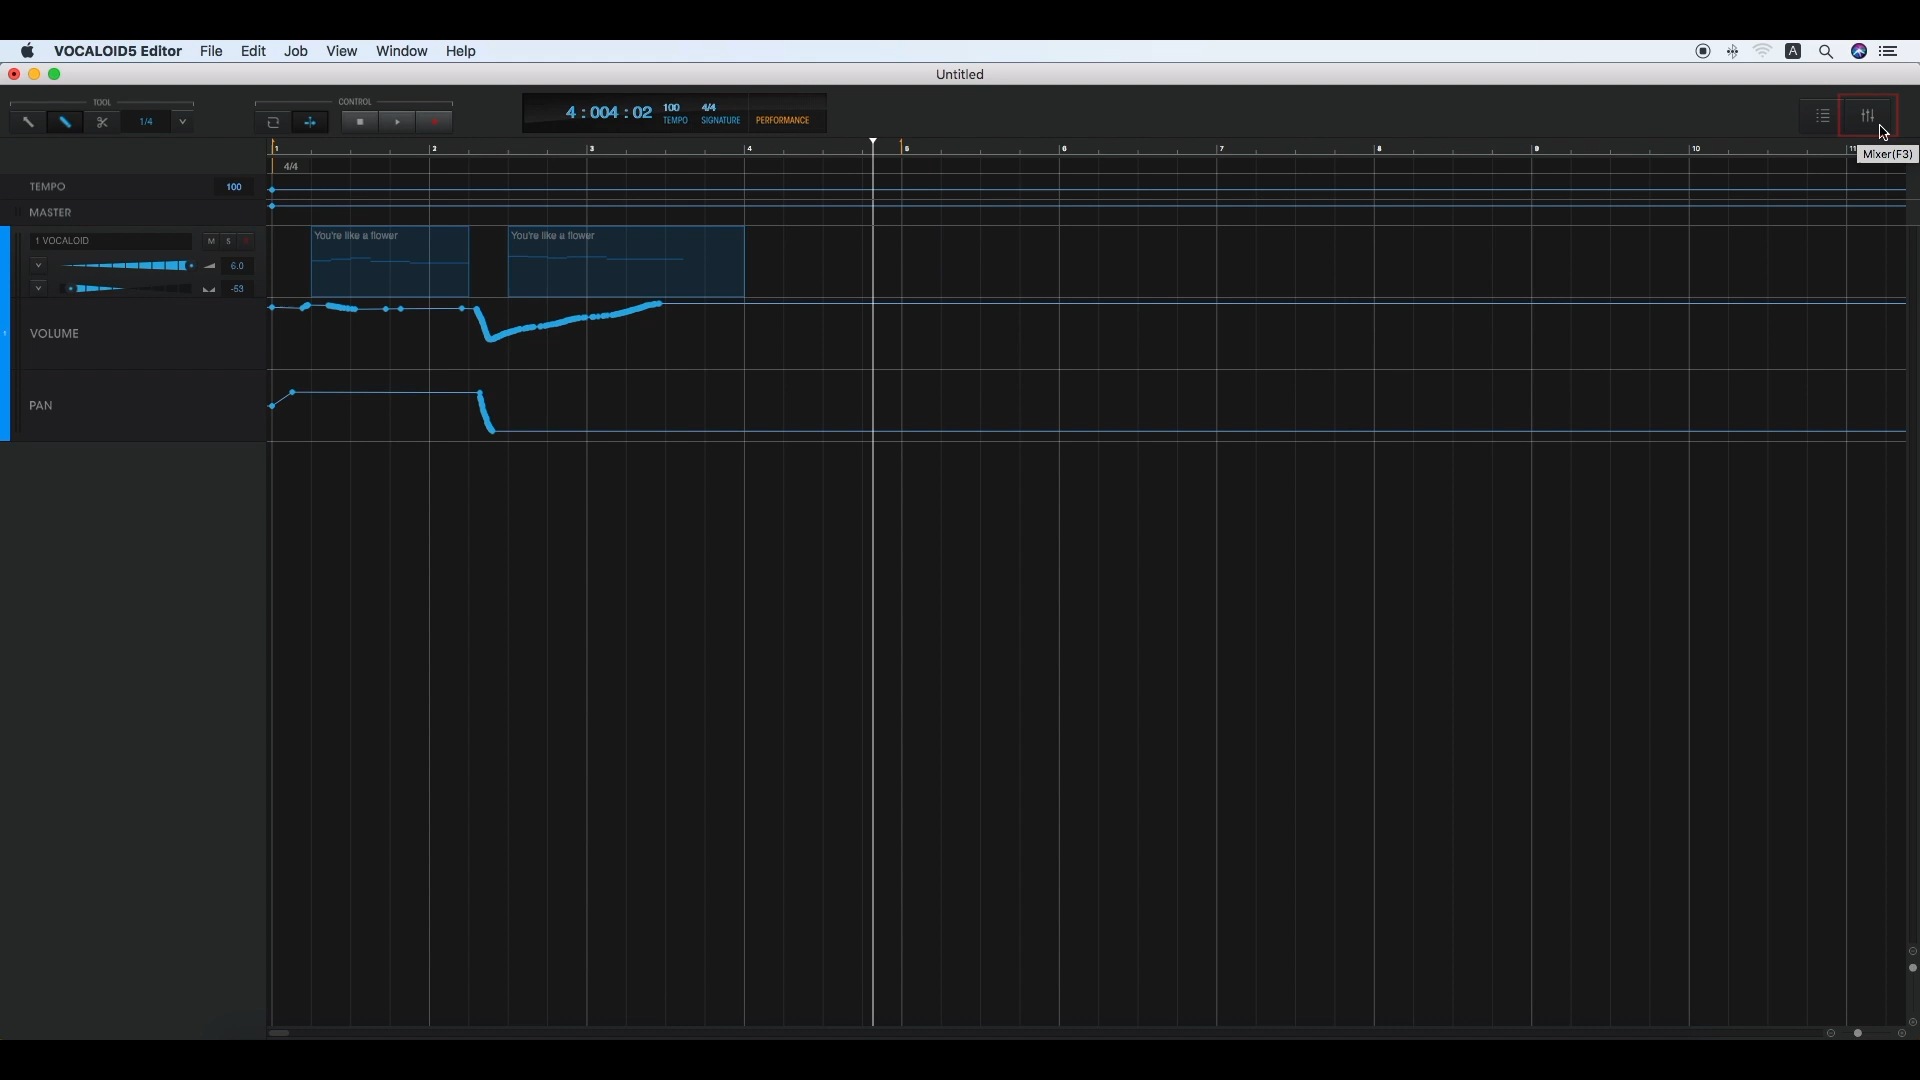 VOCALOID5 Editor File Edit Job View Window Help A
Untitled
TOOL CONTROL
1/4
4 : 004 : 02 100 4/4
TEMPO SIGNATURE PERFORMANCE
Mixer(F3)
1 2 3 4 5 6 7 8 9 10 11
4/4
TEMPO 100
MASTER
1 VOCALOID M S
You're like a flower You're like a flower
6.0
-53
1 VOLUME
PAN